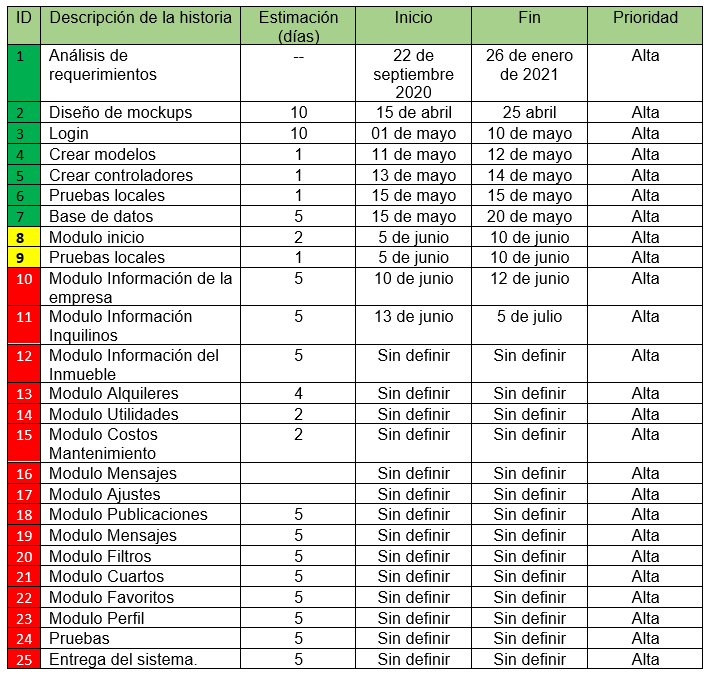 ID Descripción de la historia Estimación (días) Inicio Fin Prioridad
1 Análisis de requerimientos -- 22 de septiembre 2020 26 de enero de 2021 Alta
2 Diseño de mockups 10 15 de abril 25 abril Alta
3 Login 10 01 de mayo 10 de mayo Alta
4 Crear modelos 1 11 de mayo 12 de mayo Alta
5 Crear controladores 1 13 de mayo 14 de mayo Alta
6 Pruebas locales 1 15 de mayo 15 de mayo Alta
7 Base de datos 5 15 de mayo 20 de mayo Alta
8 Modulo inicio 2 5 de junio 10 de junio Alta
9 Pruebas locales 1 5 de junio 10 de junio Alta
10 Modulo Información de la empresa 5 10 de junio 12 de junio Alta
11 Modulo Información Inquilinos 5 13 de junio 5 de julio Alta
12 Modulo Información del Inmueble 5 Sin definir Sin definir Alta
13 Modulo Alquileres 4 Sin definir Sin definir Alta
14 Modulo Utilidades 2 Sin definir Sin definir Alta
15 Modulo Costos Mantenimiento 2 Sin definir Sin definir Alta
16 Modulo Mensajes Sin definir Sin definir Alta
17 Modulo Ajustes Sin definir Sin definir Alta
18 Modulo Publicaciones 5 Sin definir Sin definir Alta
19 Modulo Mensajes 5 Sin definir Sin definir Alta
20 Modulo Filtros 5 Sin definir Sin definir Alta
21 Modulo Cuartos 5 Sin definir Sin definir Alta
22 Modulo Favoritos 5 Sin definir Sin definir Alta
23 Modulo Perfil 5 Sin definir Sin definir Alta
24 Pruebas 5 Sin definir Sin definir Alta
25 Entrega del sistema. 5 Sin definir Sin definir Alta